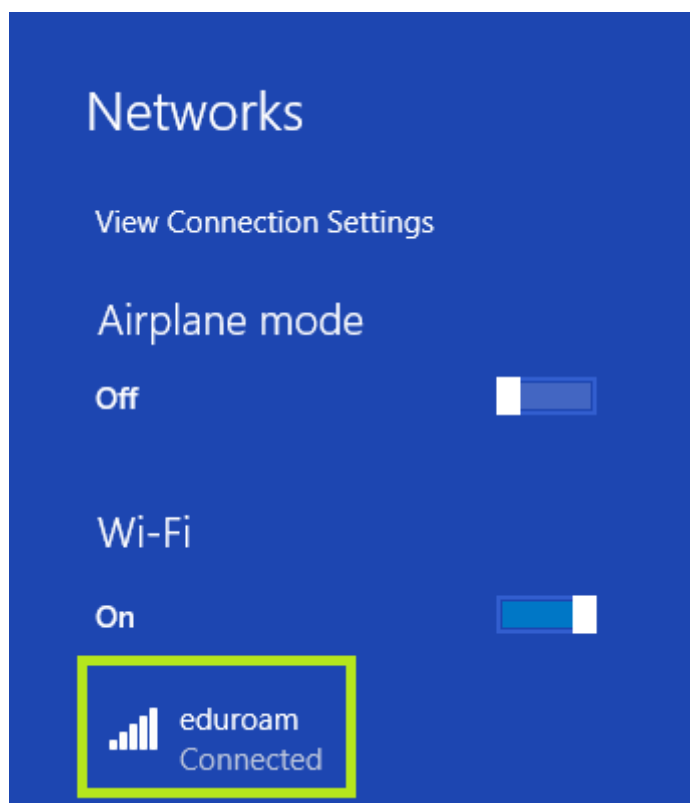 Networks
View Connection Settings
Airplane mode
Off
Wi-Fi
On
eduroam
Connected